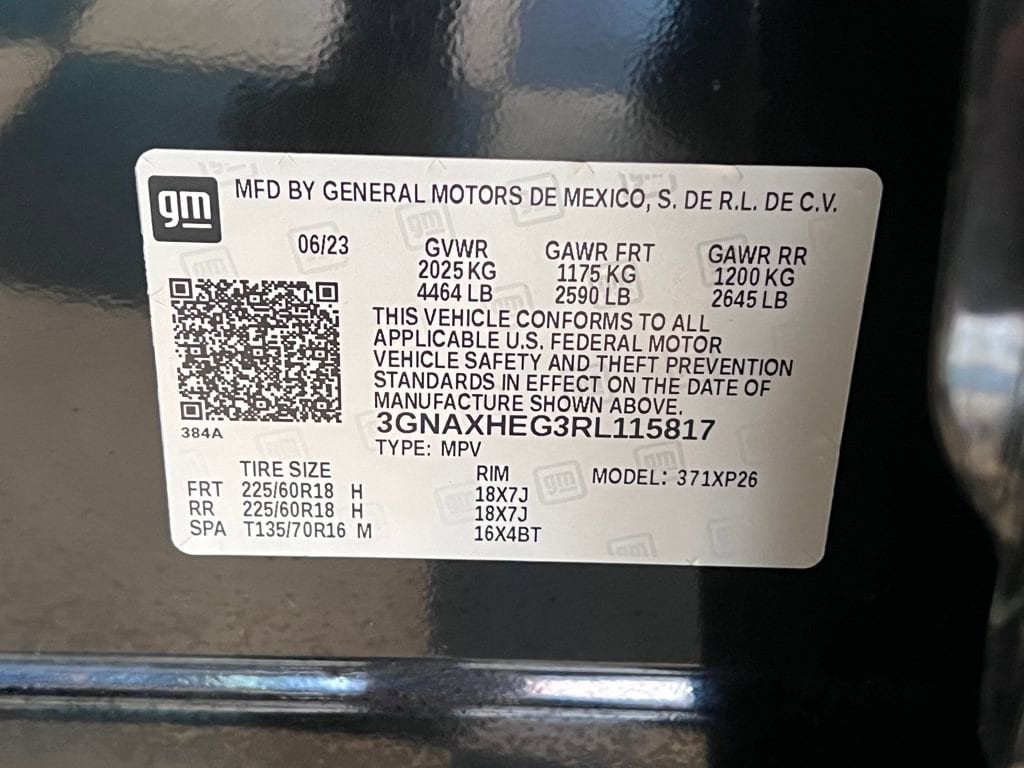 gm MFD BY GENERAL MOTORS DE MEXICO, S. DE R.L. DE C.V.
06/23 GVWR GAWR FRT GAWR RR
2025 KG 1175 KG 1200 KG
4464 LB 2590 LB 2645 LB
THIS VEHICLE CONFORMS TO ALL
APPLICABLE U.S. FEDERAL MOTOR
VEHICLE SAFETY AND THEFT PREVENTION
STANDARDS IN EFFECT ON THE DATE OF
MANUFACTURE SHOWN ABOVE.
384A 3GNAXHEG3RL115817
TYPE: MPV
TIRE SIZE RIM MODEL: 371XP26
FRT 225/60R18 H 18X7J
RR 225/60R18 H 18X7J
SPA T135/70R16 M 16X4BT